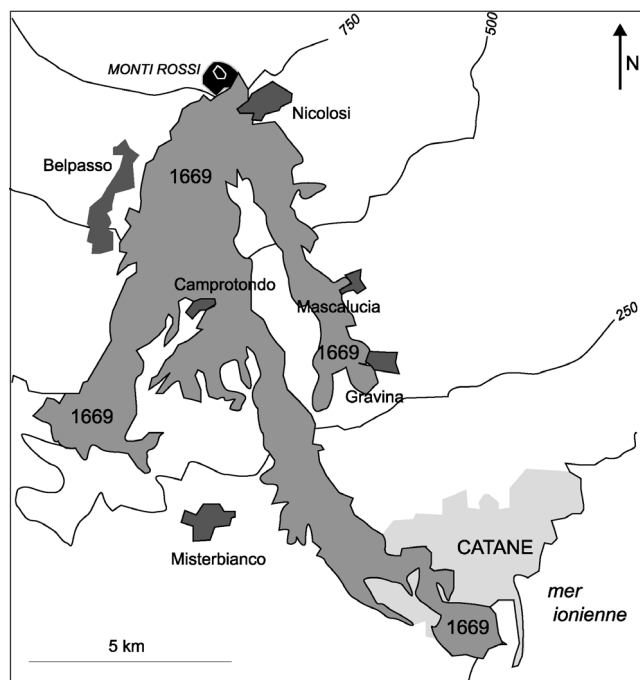 750
500
N
MONTI ROSSI
Nicolosi
Belpasso
1669
Camprotondo
Mascalucia
250
1669
Gravina
1669
Misterbianco
CATANE
mer
ionienne
1669
5 km